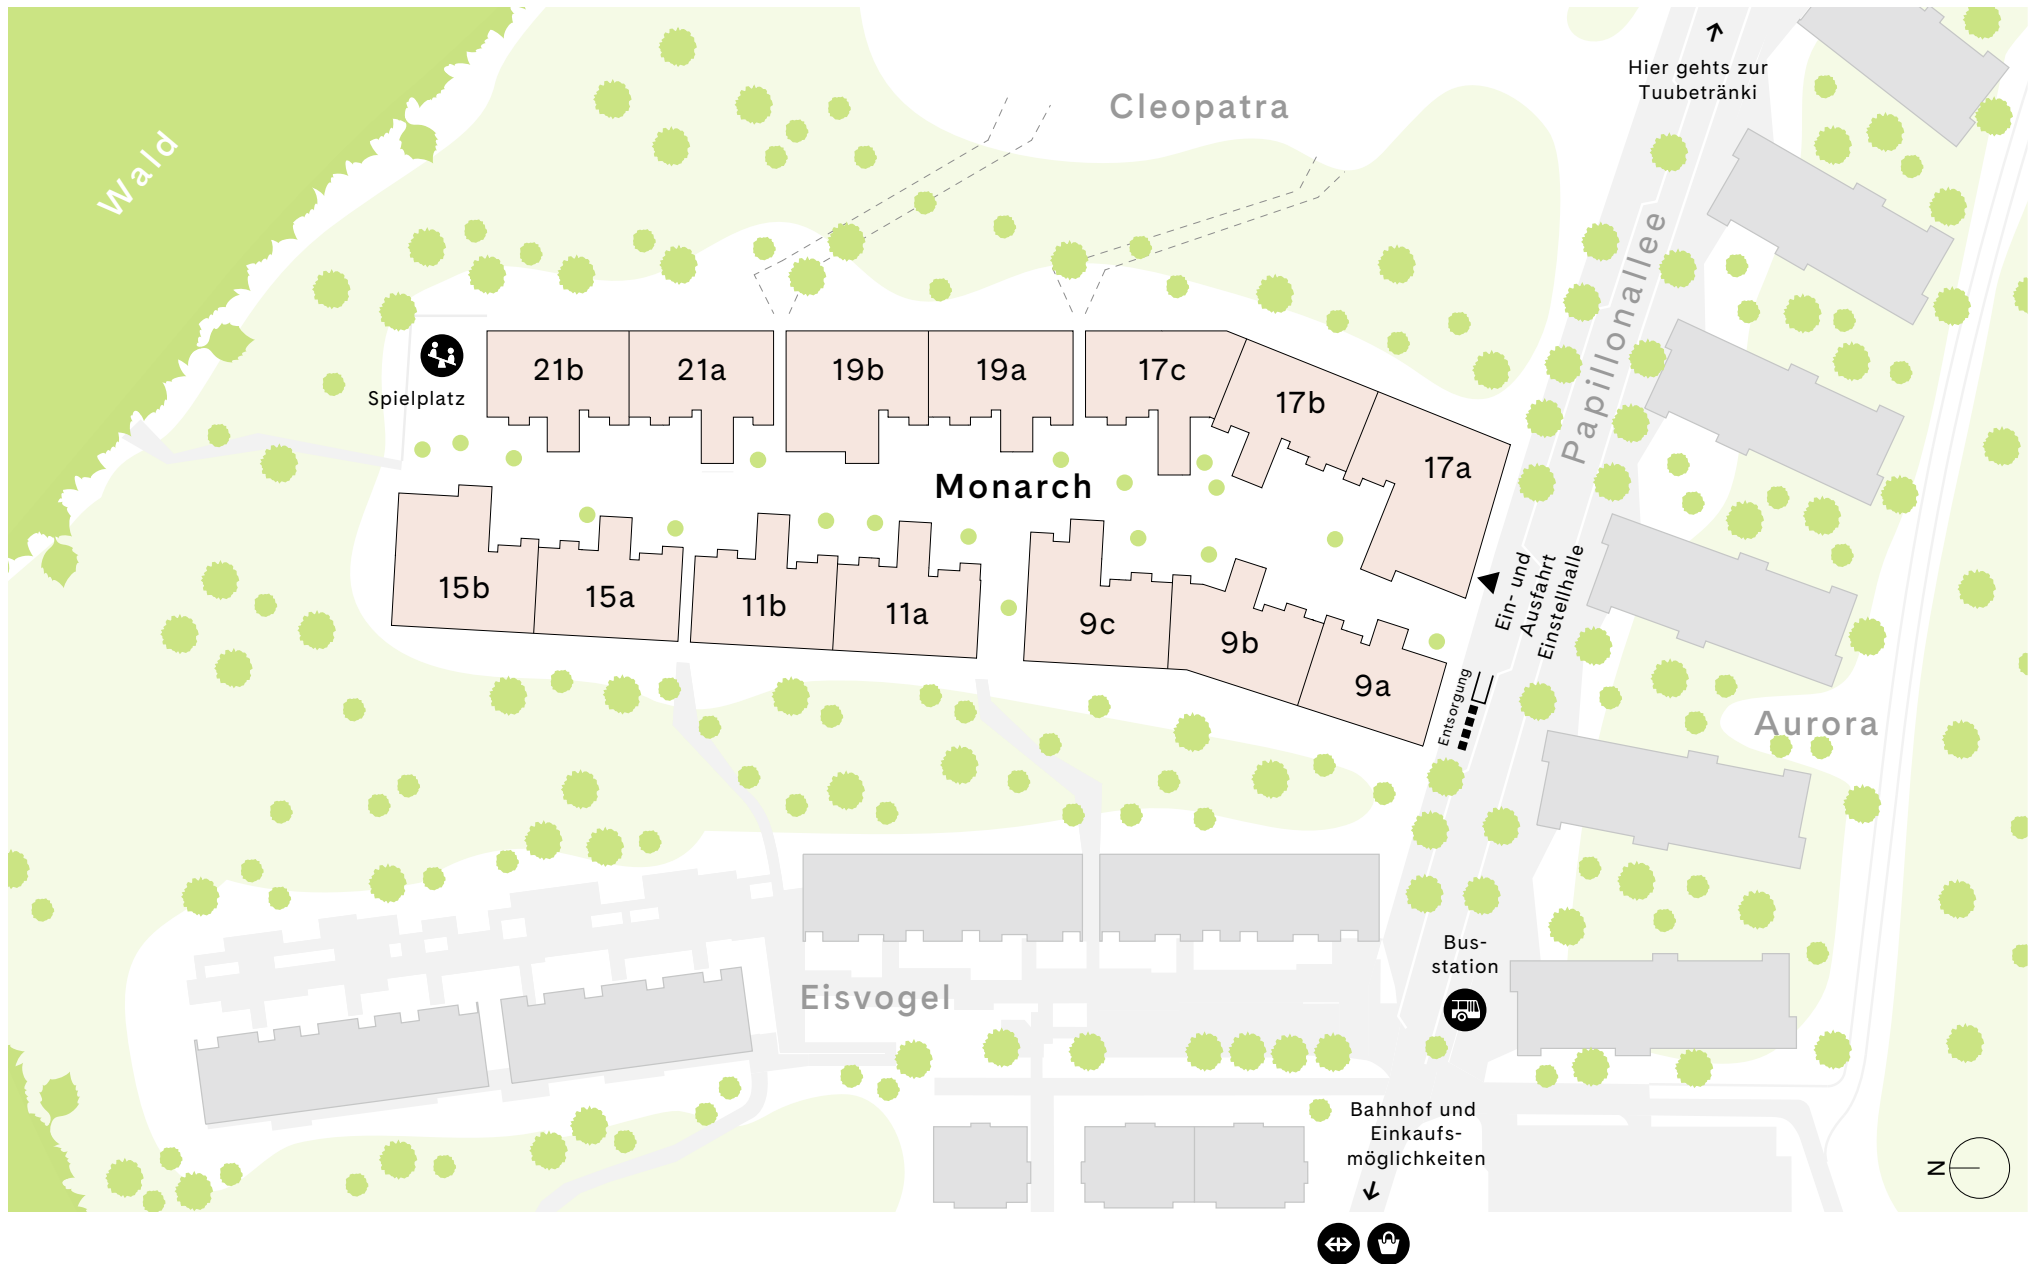 Hier gehts zur
Tuubetränki
Cleopatra
Wald
Papillonallee
Spielplatz
21b
21a
19b
19a
17c
17b
17a
Monarch
15b
15a
11b
11a
9c
9b
9a
Ein- und
Ausfahrt
Einstellhalle
Entsorgung
Aurora
Bus-
station
Eisvogel
Bahnhof und
Einkaufs-
möglichkeiten
N